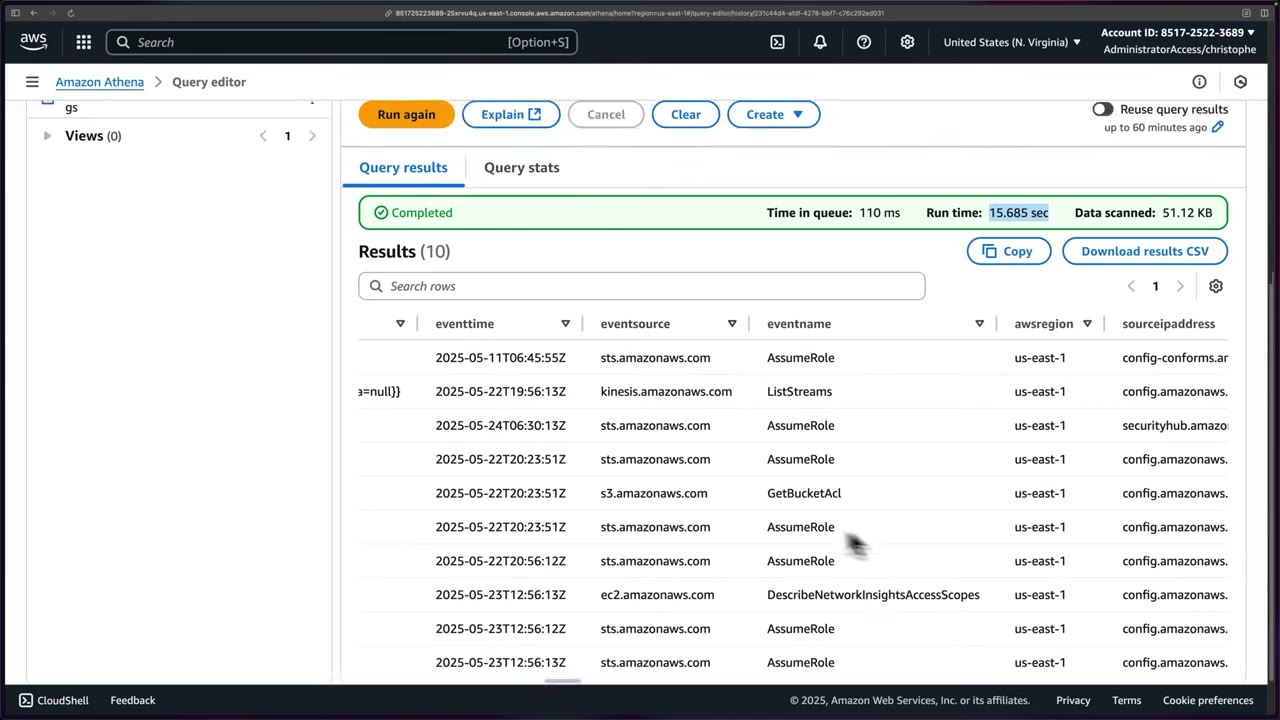 851725223689-25xrvu4q.us-east-1.console.aws.amazon.com/athena/home?region=us-east-1#/query-editor/history/231c44d4-afdf-4278-bbf7-c76c292ed031
aws
Search [Option+S]
United States (N. Virginia)
Account ID: 8517-2522-3689
AdministratorAccess/christophe
Amazon Athena > Query editor
gs
Views (0) 1
Run again Explain Cancel Clear Create
Reuse query results
up to 60 minutes ago
Query results Query stats
Completed Time in queue: 110 ms Run time: 15.685 sec Data scanned: 51.12 KB
Results (10) Copy Download results CSV
Search rows 1
eventtime eventsource eventname awsregion sourceipaddress
2025-05-11T06:45:55Z sts.amazonaws.com AssumeRole us-east-1 config-conforms.ar
a=null}} 2025-05-22T19:56:13Z kinesis.amazonaws.com ListStreams us-east-1 config.amazonaws.
2025-05-24T06:30:13Z sts.amazonaws.com AssumeRole us-east-1 securityhub.amazo
2025-05-22T20:23:51Z sts.amazonaws.com AssumeRole us-east-1 config.amazonaws.
2025-05-22T20:23:51Z s3.amazonaws.com GetBucketAcl us-east-1 config.amazonaws.
2025-05-22T20:23:51Z sts.amazonaws.com AssumeRole us-east-1 config.amazonaws.
2025-05-22T20:56:12Z sts.amazonaws.com AssumeRole us-east-1 config.amazonaws.
2025-05-23T12:56:13Z ec2.amazonaws.com DescribeNetworkInsightsAccessScopes us-east-1 config.amazonaws.
2025-05-23T12:56:12Z sts.amazonaws.com AssumeRole us-east-1 config.amazonaws.
2025-05-23T12:56:13Z sts.amazonaws.com AssumeRole us-east-1 config.amazonaws.
CloudShell Feedback © 2025, Amazon Web Services, Inc. or its affiliates. Privacy Terms Cookie preferences